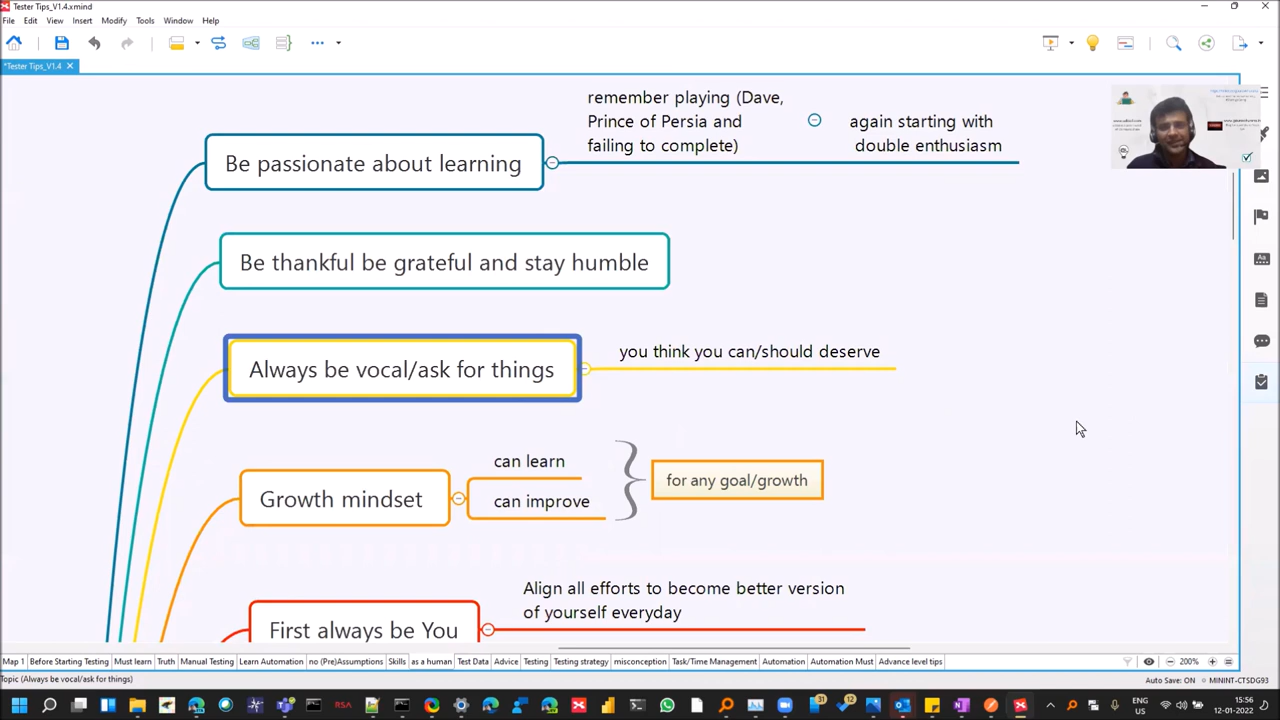 Tester Tips_V1.4.xmind
File Edit View Insert Modify Tools Window Help
*Tester Tips_V1.4
remember playing (Dave,
Prince of Persia and
failing to complete)
again starting with
double enthusiasm
Be passionate about learning
Be thankful be grateful and stay humble
Always be vocal/ask for things
you think you can/should deserve
Growth mindset
can learn
can improve
for any goal/growth
First always be You
Align all efforts to become better version
of yourself everyday
Map 1 Before Starting Testing Must learn Truth Manual Testing Learn Automation no (Pre)Assumptions Skills as a human Test Data Advice Testing Testing strategy misconception Task/Time Management Automation Automation Must Advance level tips
200%
Topic (Always be vocal/ask for things)
Auto Save: ON MININT-CTSDG93
RSA
31
12
ENG
US
15:56
12-01-2022